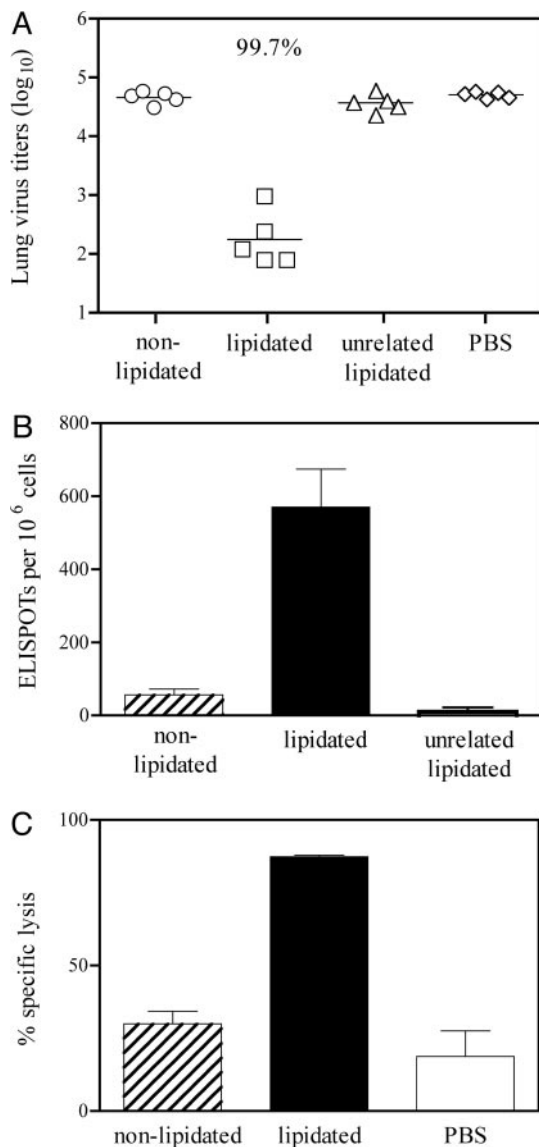 A
Lung virus titers (log 10)
6
5
4
3
2
1
99.7%
non-
lipidated
lipidated
unrelated
lipidated
PBS
B
ELISPOTs per 10^6 cells
800
600
400
200
0
non-
lipidated
lipidated
unrelated
lipidated
C
% specific lysis
100
50
0
non-lipidated
lipidated
PBS